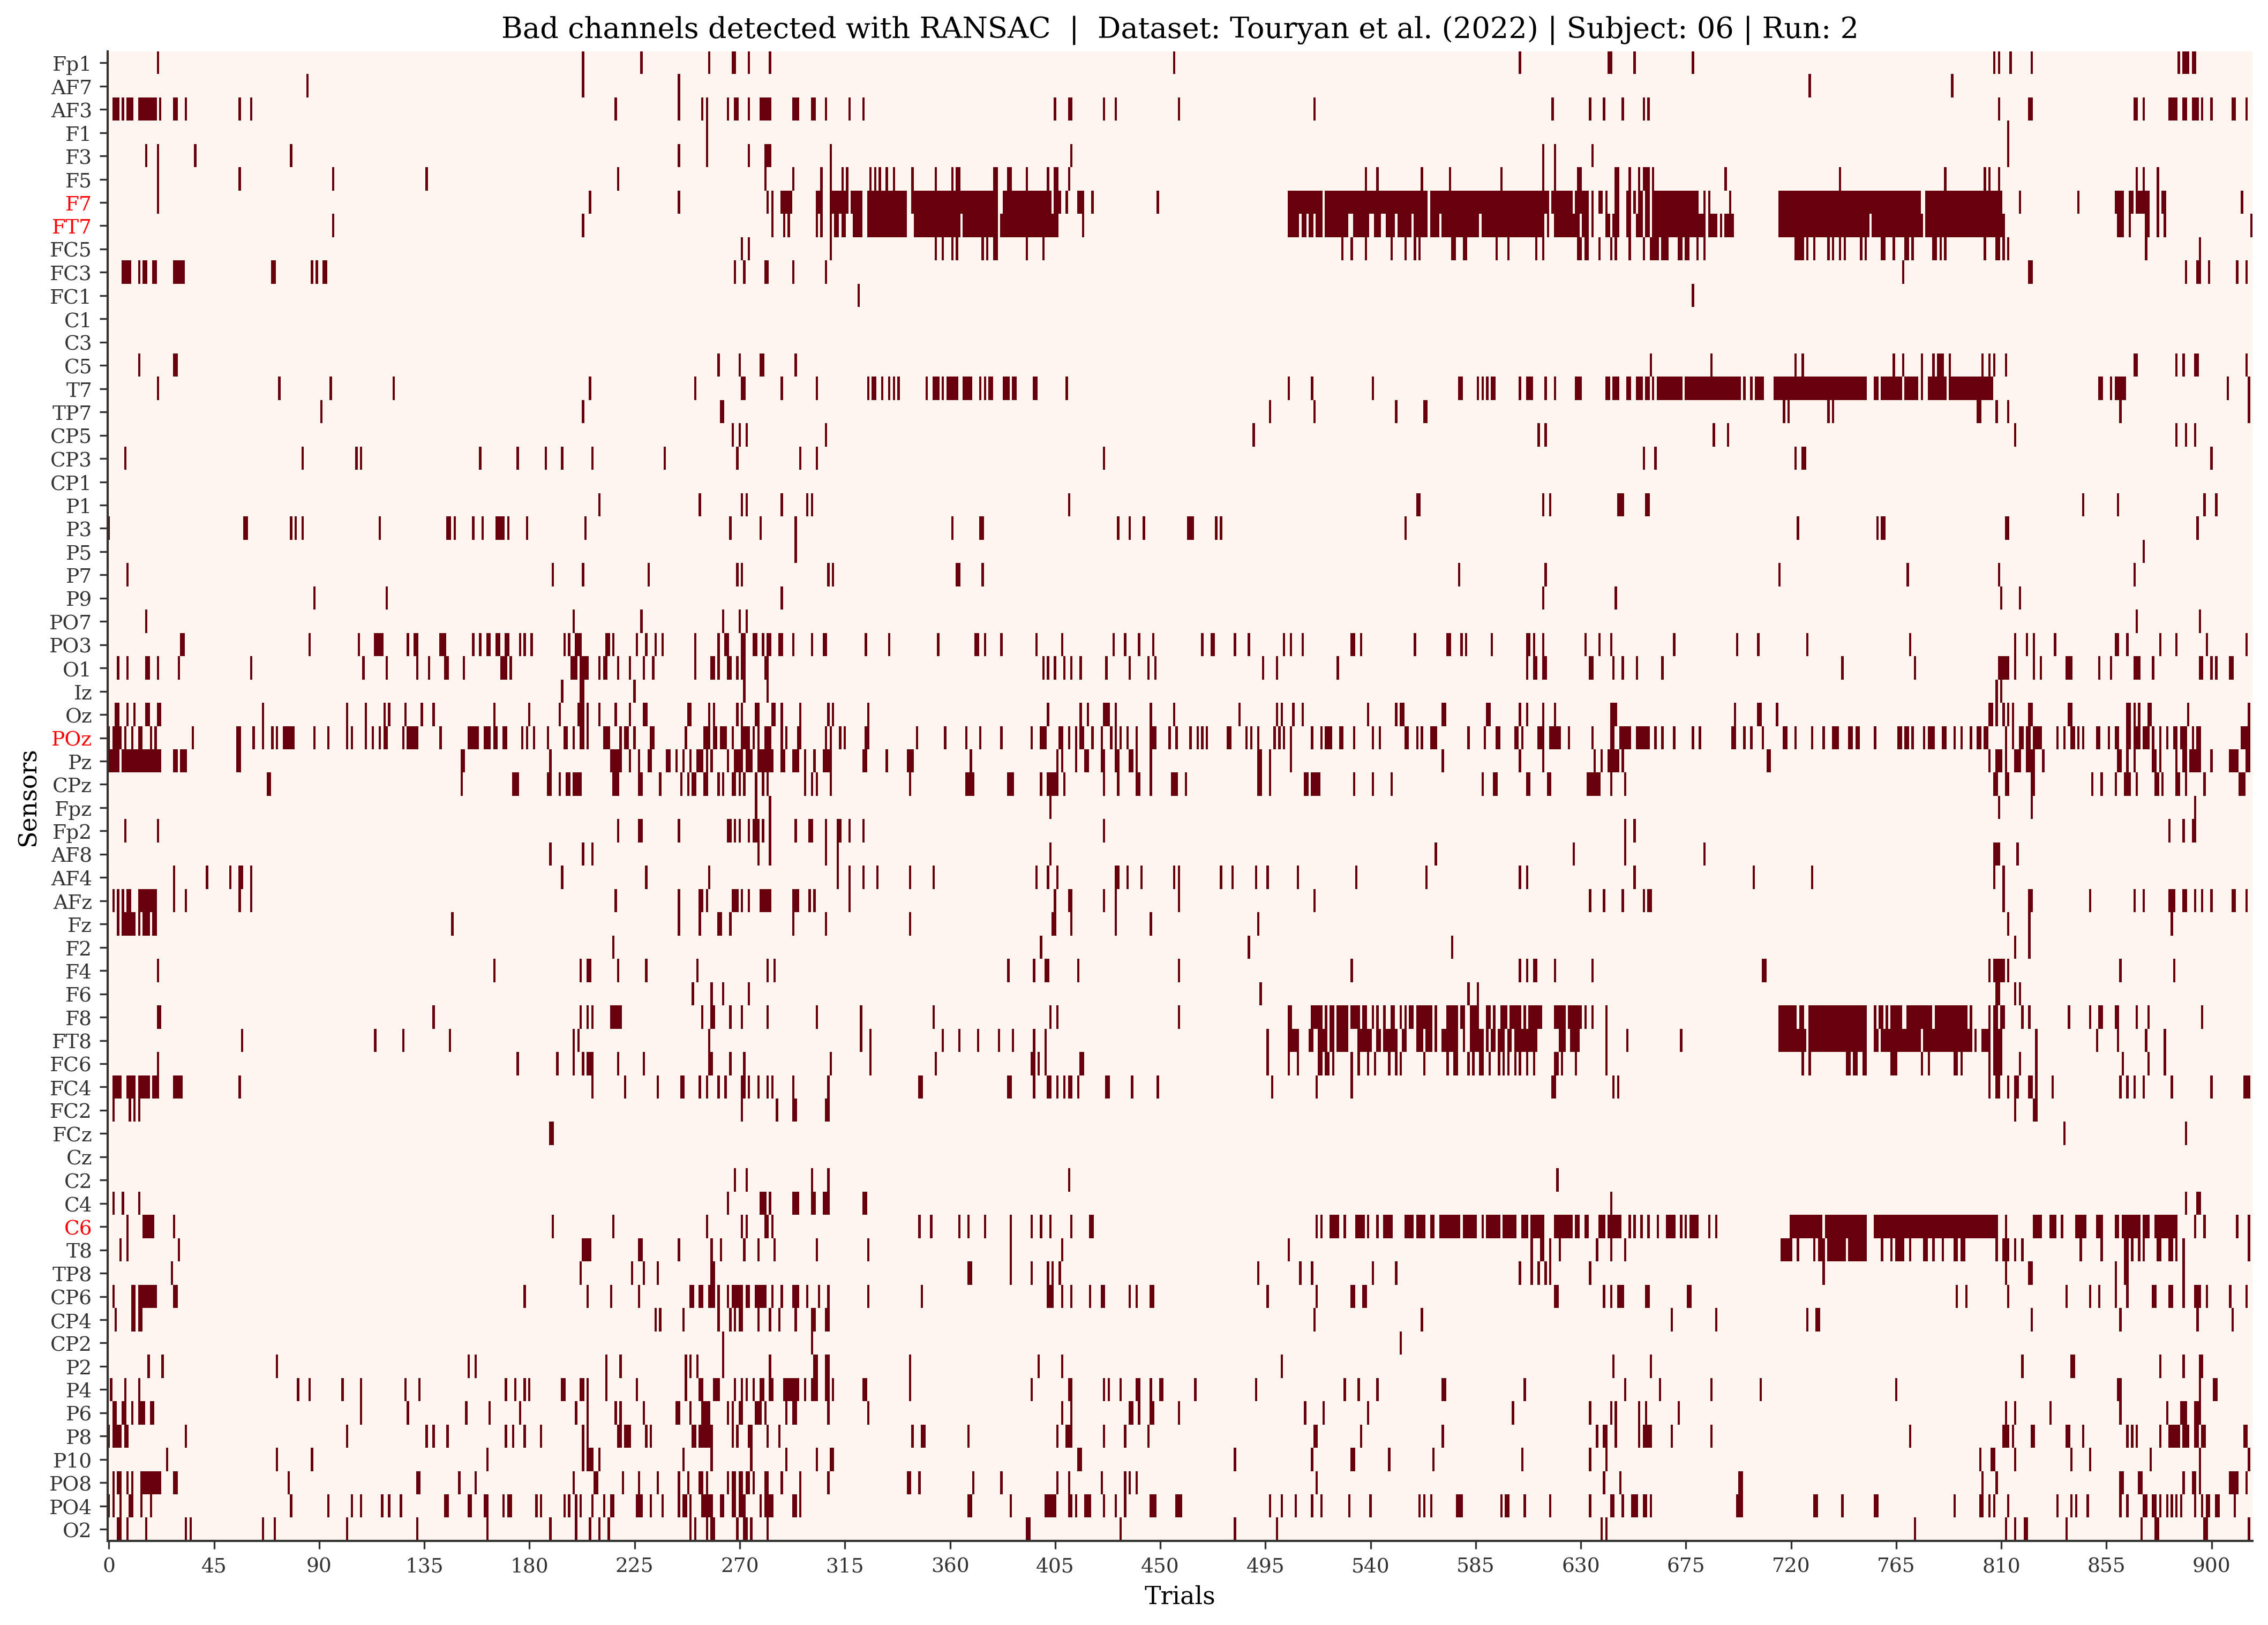 Bad channels detected with RANSAC | Dataset: Touryan et al. (2022) | Subject: 06 | Run: 2
Sensors
Fp1
AF7
AF3
F1
F3
F5
F7
FT7
FC5
FC3
FC1
C1
C3
C5
T7
TP7
CP5
CP3
CP1
P1
P3
P5
P7
P9
PO7
PO3
O1
Iz
Oz
POz
Pz
CPz
Fpz
Fp2
AF8
AF4
AFz
Fz
F2
F4
F6
F8
FT8
FC6
FC4
FC2
FCz
Cz
C2
C4
C6
T8
TP8
CP6
CP4
CP2
P2
P4
P6
P8
P10
PO8
PO4
O2
0 45 90 135 180 225 270 315 360 405 450 495 540 585 630 675 720 765 810 855 900
Trials